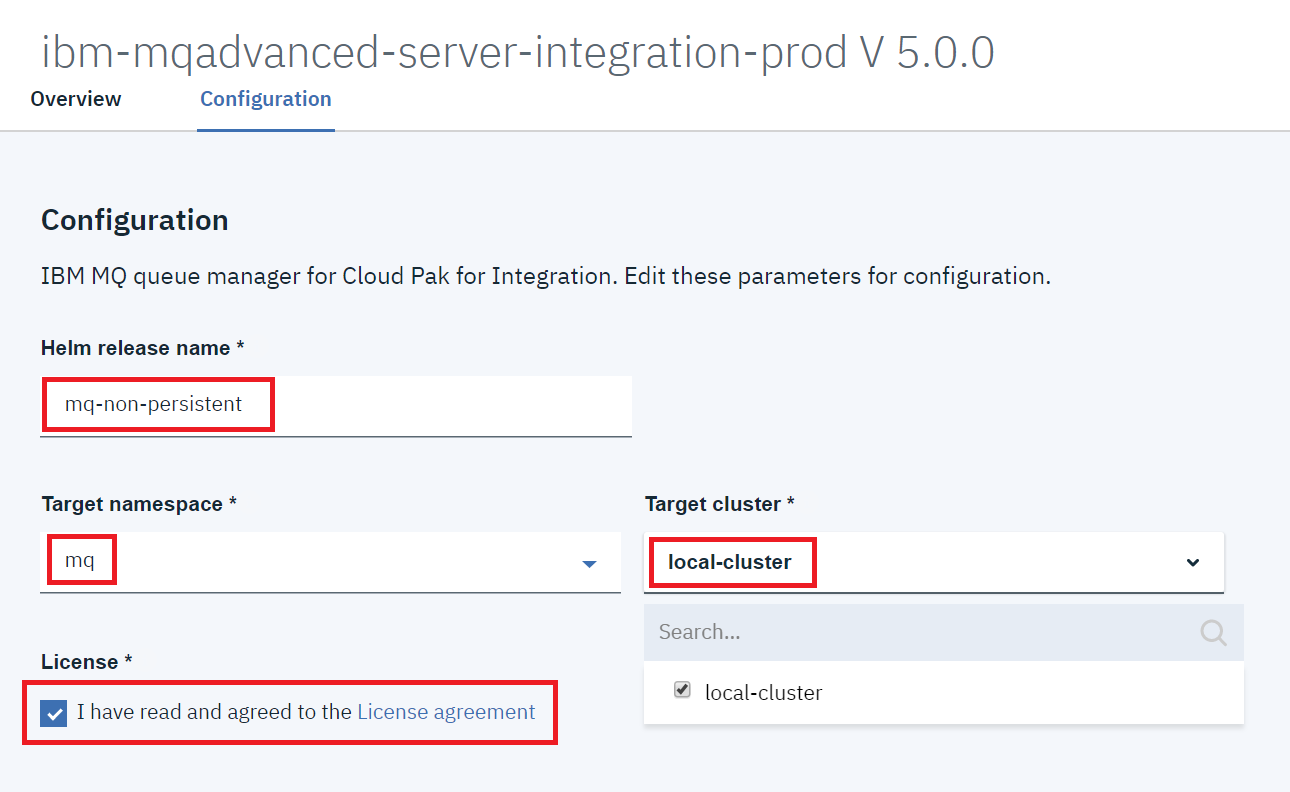 ibm-mqadvanced-server-integration-prod V 5.0.0
Overview
Configuration
Configuration
IBM MQ queue manager for Cloud Pak for Integration. Edit these parameters for configuration.
Helm release name *
mq-non-persistent
Target namespace *
mq
Target cluster *
local-cluster
Search...
local-cluster
License *
I have read and agreed to the License agreement